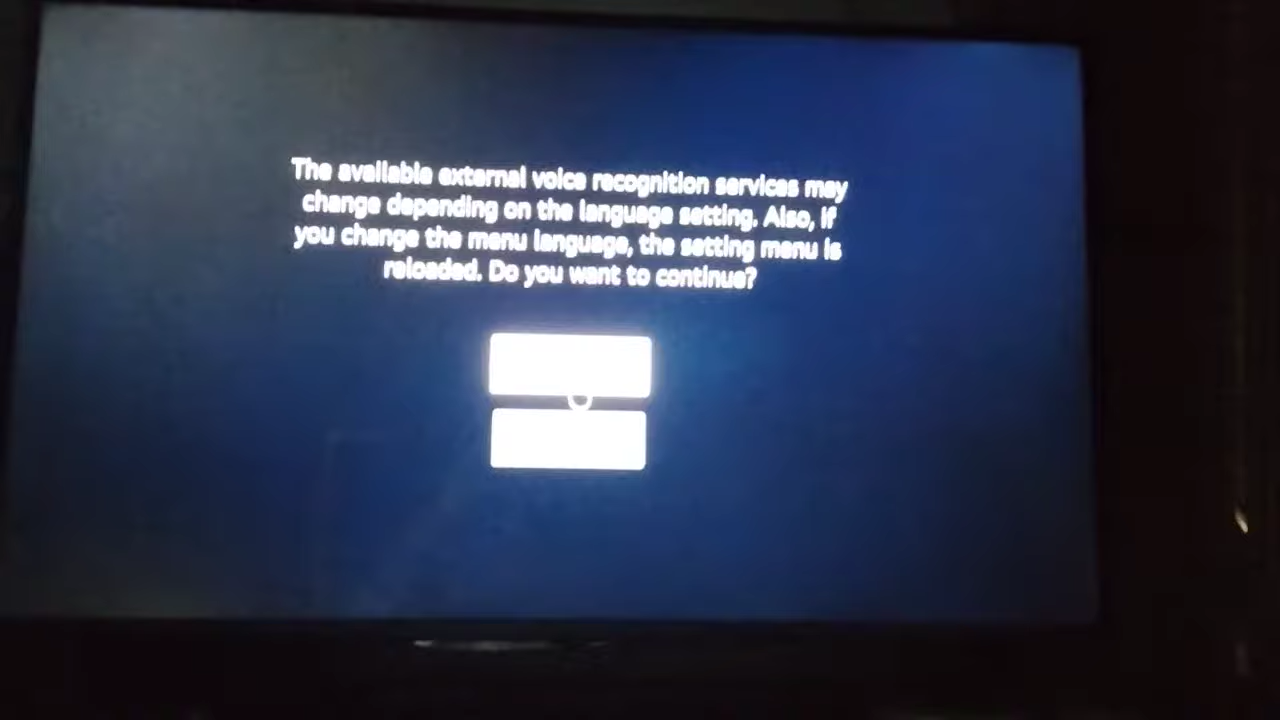 The available external voice recognition services may
change depending on the language setting. Also, if
you change the menu language, the setting menu is
reloaded. Do you want to continue?